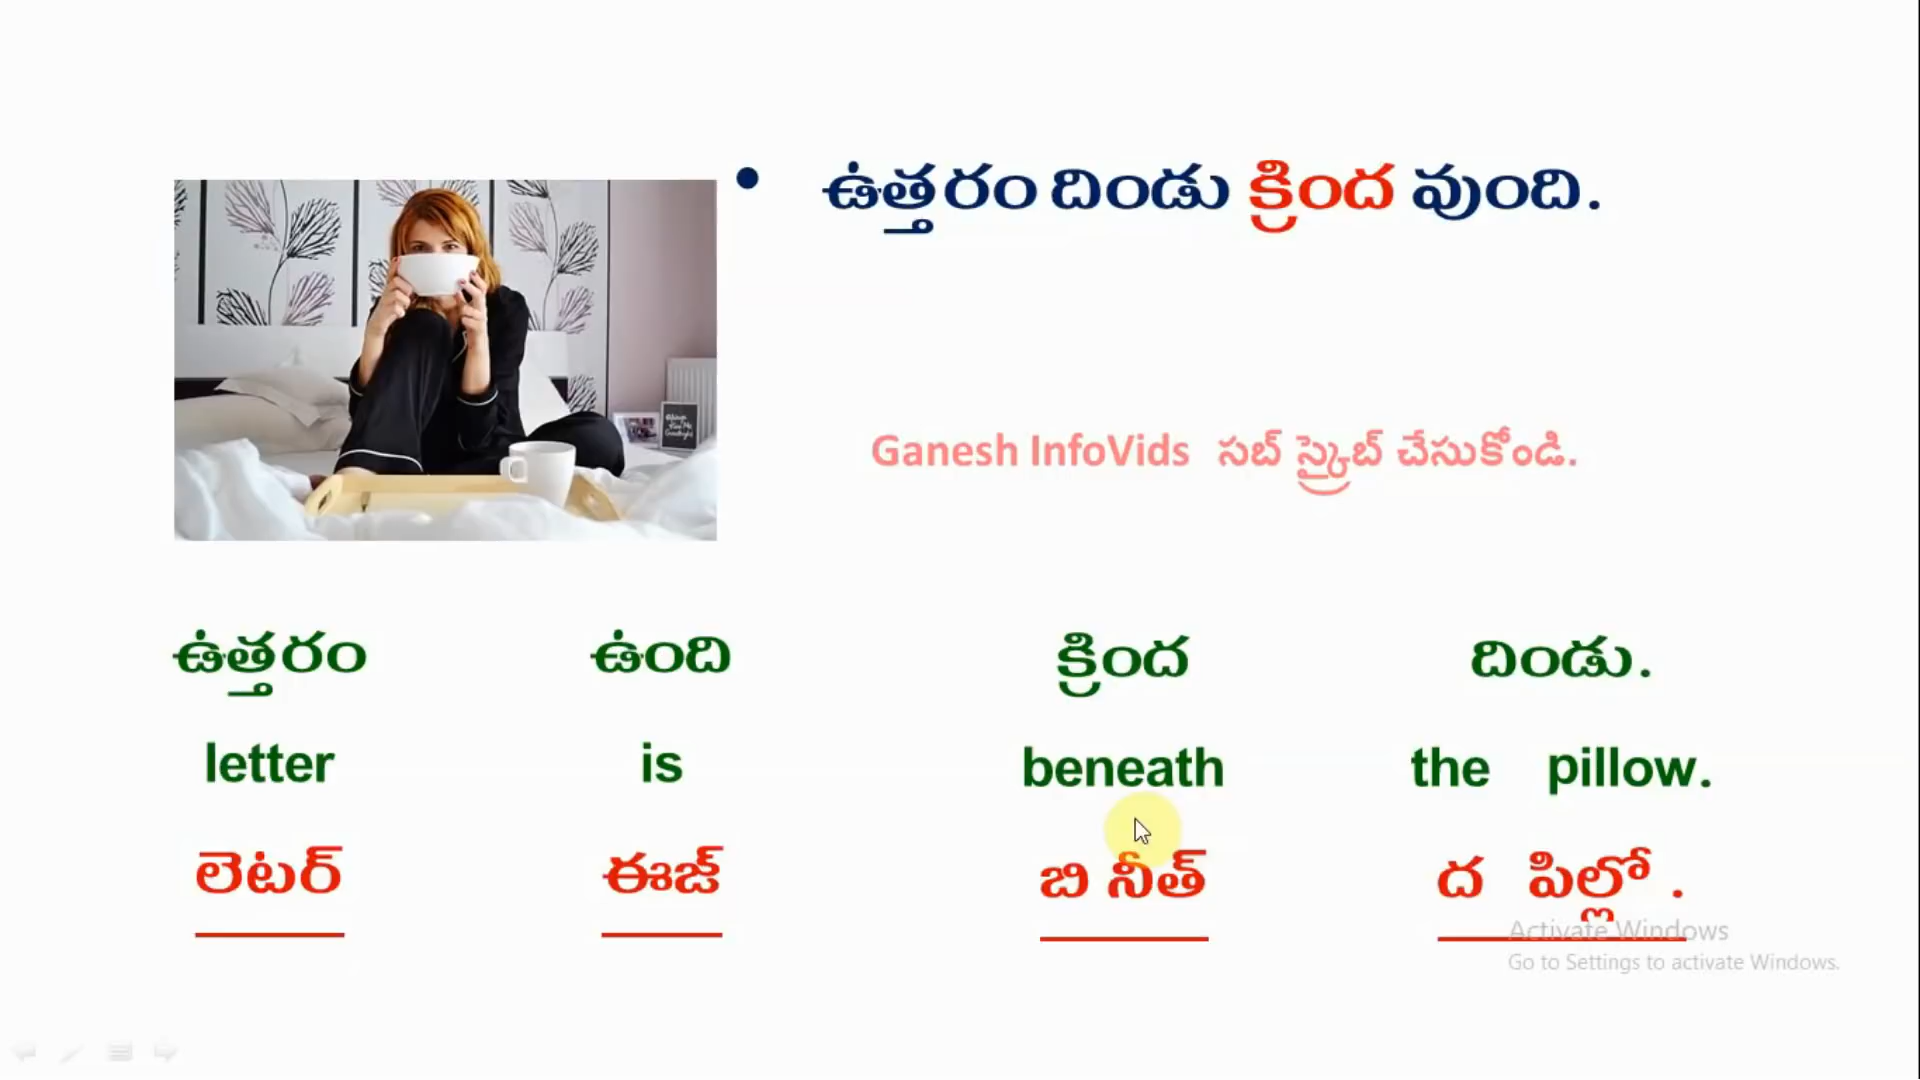 • ఉత్తరం దిండు క్రింద వుంది.
Ganesh InfoVids సబ్ స్క్రైబ్ చేసుకోండి.
ఉత్తరం ఉంది క్రింద దిండు.
letter is beneath the pillow.
లెటర్ ఈజ్ బి నీత్ ద పిల్లో .
Activate Windows
Go to Settings to activate Windows.